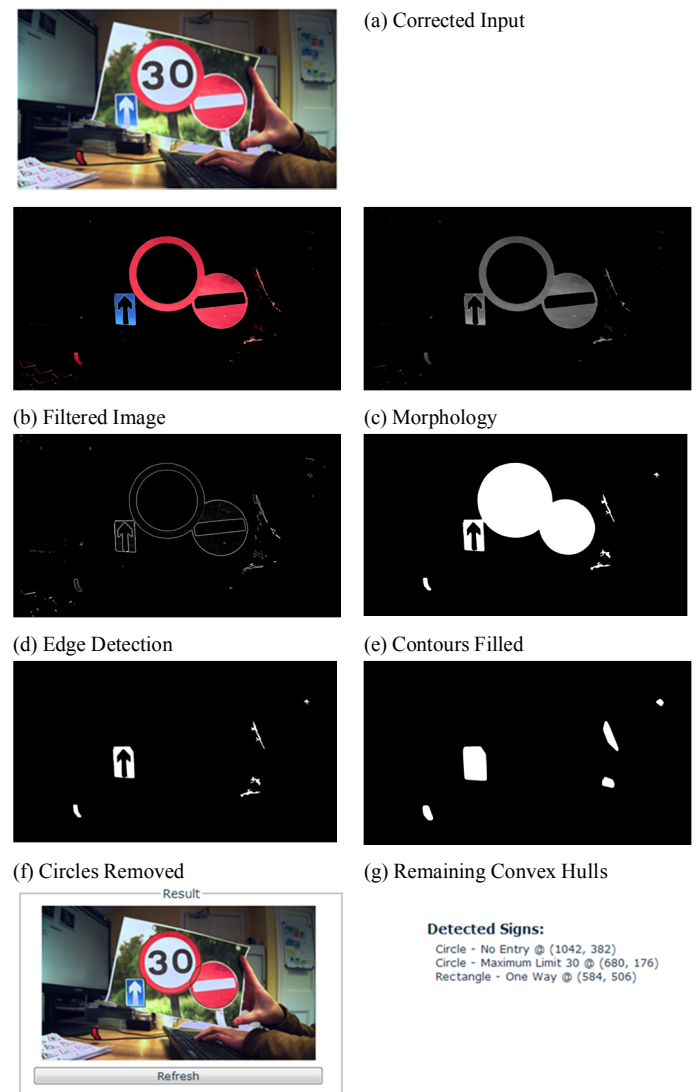 (a) Corrected Input
30
(b) Filtered Image
(c) Morphology
(d) Edge Detection
(e) Contours Filled
(f) Circles Removed
(g) Remaining Convex Hulls
Result
30
Refresh
Detected Signs:
Circle - No Entry @ (1042, 382)
Circle - Maximum Limit 30 @ (680, 176)
Rectangle - One Way @ (584, 506)